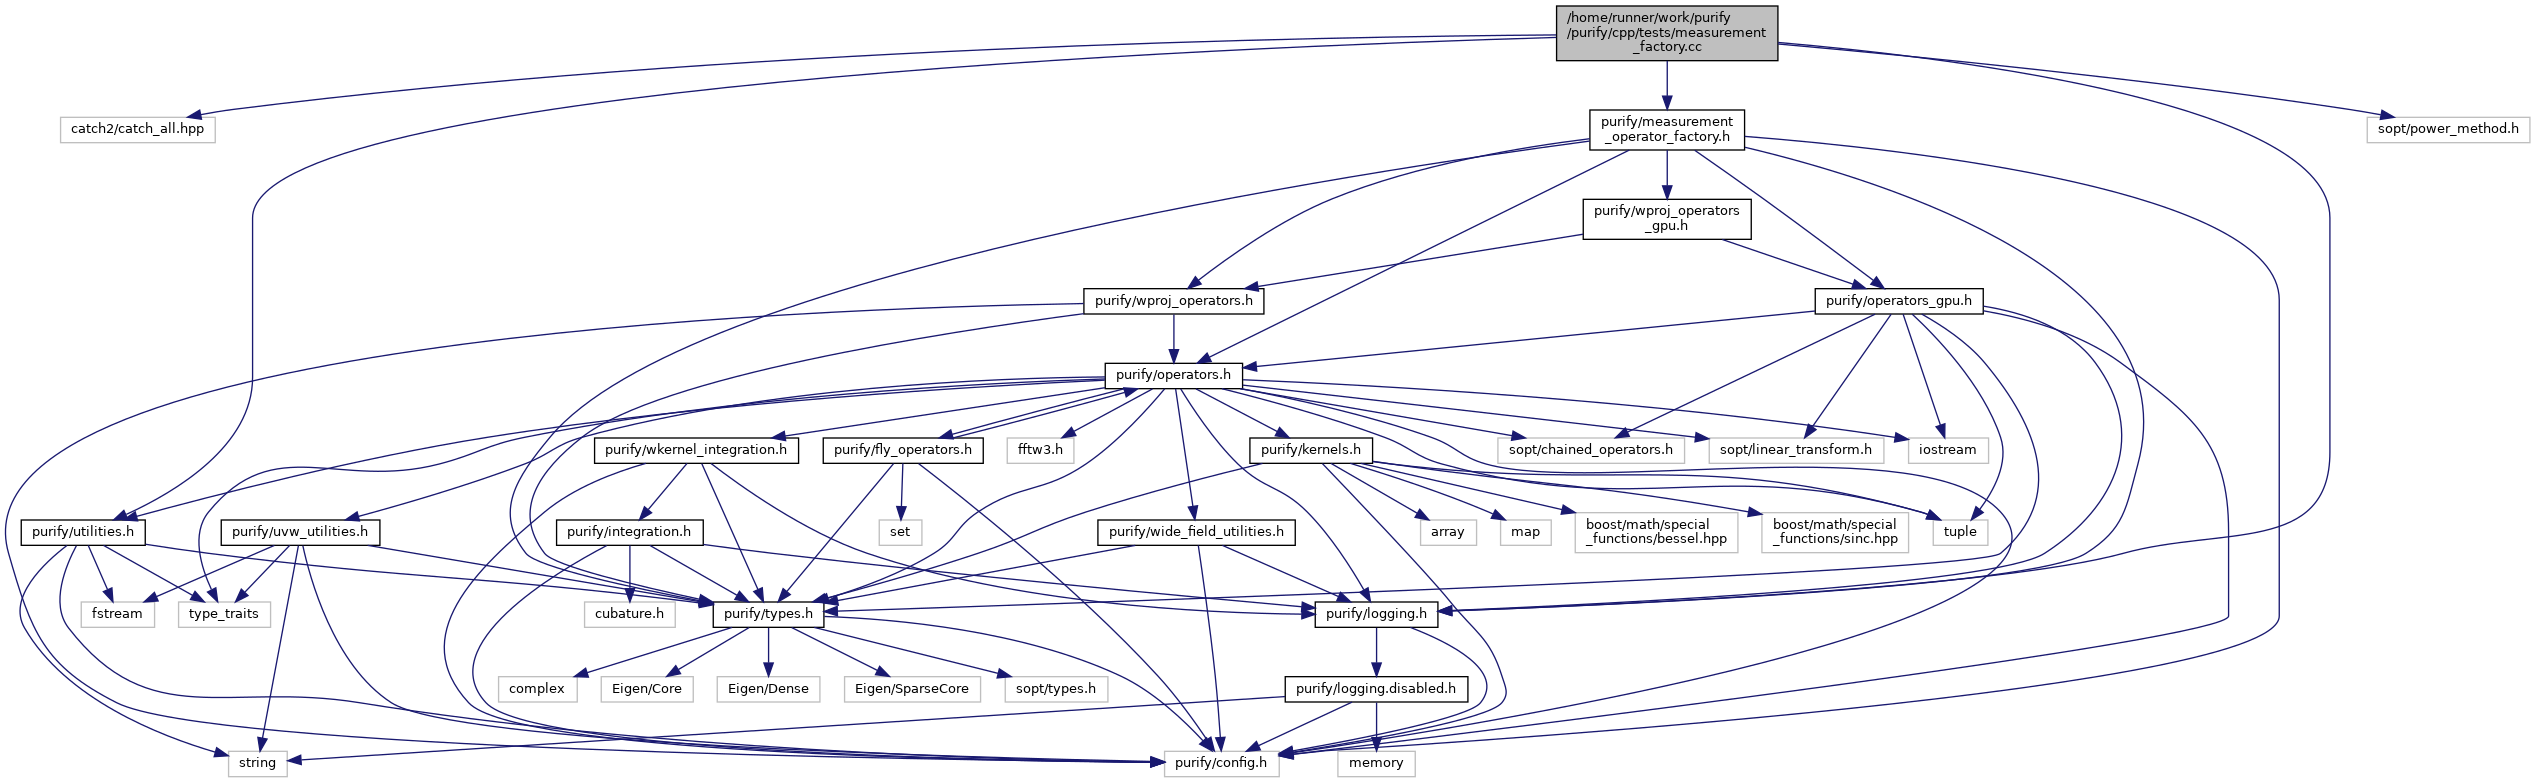 /home/runner/work/purify
/purify/cpp/tests/measurement
_factory.cc
catch2/catch_all.hpp
purify/measurement
_operator_factory.h
sopt/power_method.h
purify/wproj_operators
_gpu.h
purify/wproj_operators.h
purify/operators_gpu.h
purify/operators.h
purify/wkernel_integration.h
purify/fly_operators.h
fftw3.h
purify/kernels.h
sopt/chained_operators.h
sopt/linear_transform.h
iostream
purify/utilities.h
purify/uvw_utilities.h
purify/integration.h
set
purify/wide_field_utilities.h
array
map
boost/math/special
_functions/bessel.hpp
boost/math/special
_functions/sinc.hpp
tuple
fstream
type_traits
cubature.h
purify/types.h
purify/logging.h
complex
Eigen/Core
Eigen/Dense
Eigen/SparseCore
sopt/types.h
purify/logging.disabled.h
string
purify/config.h
memory